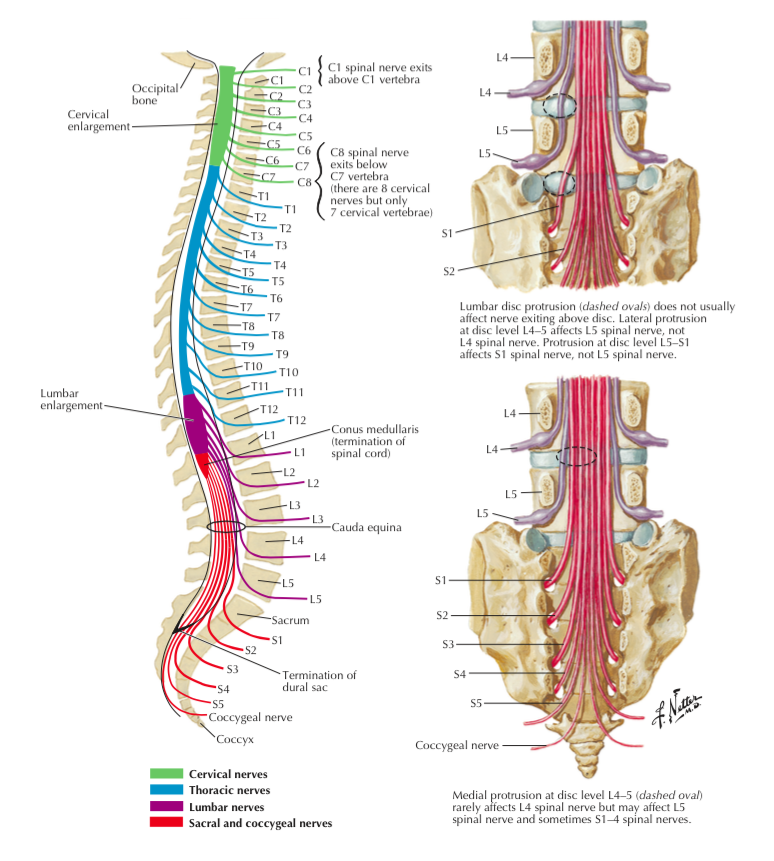 Occipital
bone
Cervical
enlargement
C1
C1
C2
C2
C3
C3
C4
C4
C5
C5
C6
C6
C7
C7
C8
C1 spinal nerve exits
above C1 vertebra
C8 spinal nerve
exits below
C7 vertebra
(there are 8 cervical
nerves but only
7 cervical vertebrae)
T1
T1
T2
T2
T3
T3
T4
T4
T5
T5
T6
T6
T7
T7
T8
T8
T9
T9
T10
T10
T11
T11
T12
T12
Lumbar
enlargement
L1
Conus medullaris
(termination of
spinal cord)
L1
L2
L2
L3
L3
Cauda equina
L4
L4
L5
L5
Sacrum
S1
S2
S3
Termination of
dural sac
S4
S5
Coccygeal nerve
Coccyx
Cervical nerves
Thoracic nerves
Lumbar nerves
Sacral and coccygeal nerves
L4
L4
L5
L5
S1
S2
Lumbar disc protrusion (dashed ovals) does not usually
affect nerve exiting above disc. Lateral protrusion
at disc level L4–5 affects L5 spinal nerve, not
L4 spinal nerve. Protrusion at disc level L5–S1
affects S1 spinal nerve, not L5 spinal nerve.
L4
L4
L5
L5
S1
S2
S3
S4
S5
F. Netter
M.D.
Coccygeal nerve
Medial protrusion at disc level L4–5 (dashed oval)
rarely affects L4 spinal nerve but may affect L5
spinal nerve and sometimes S1–4 spinal nerves.